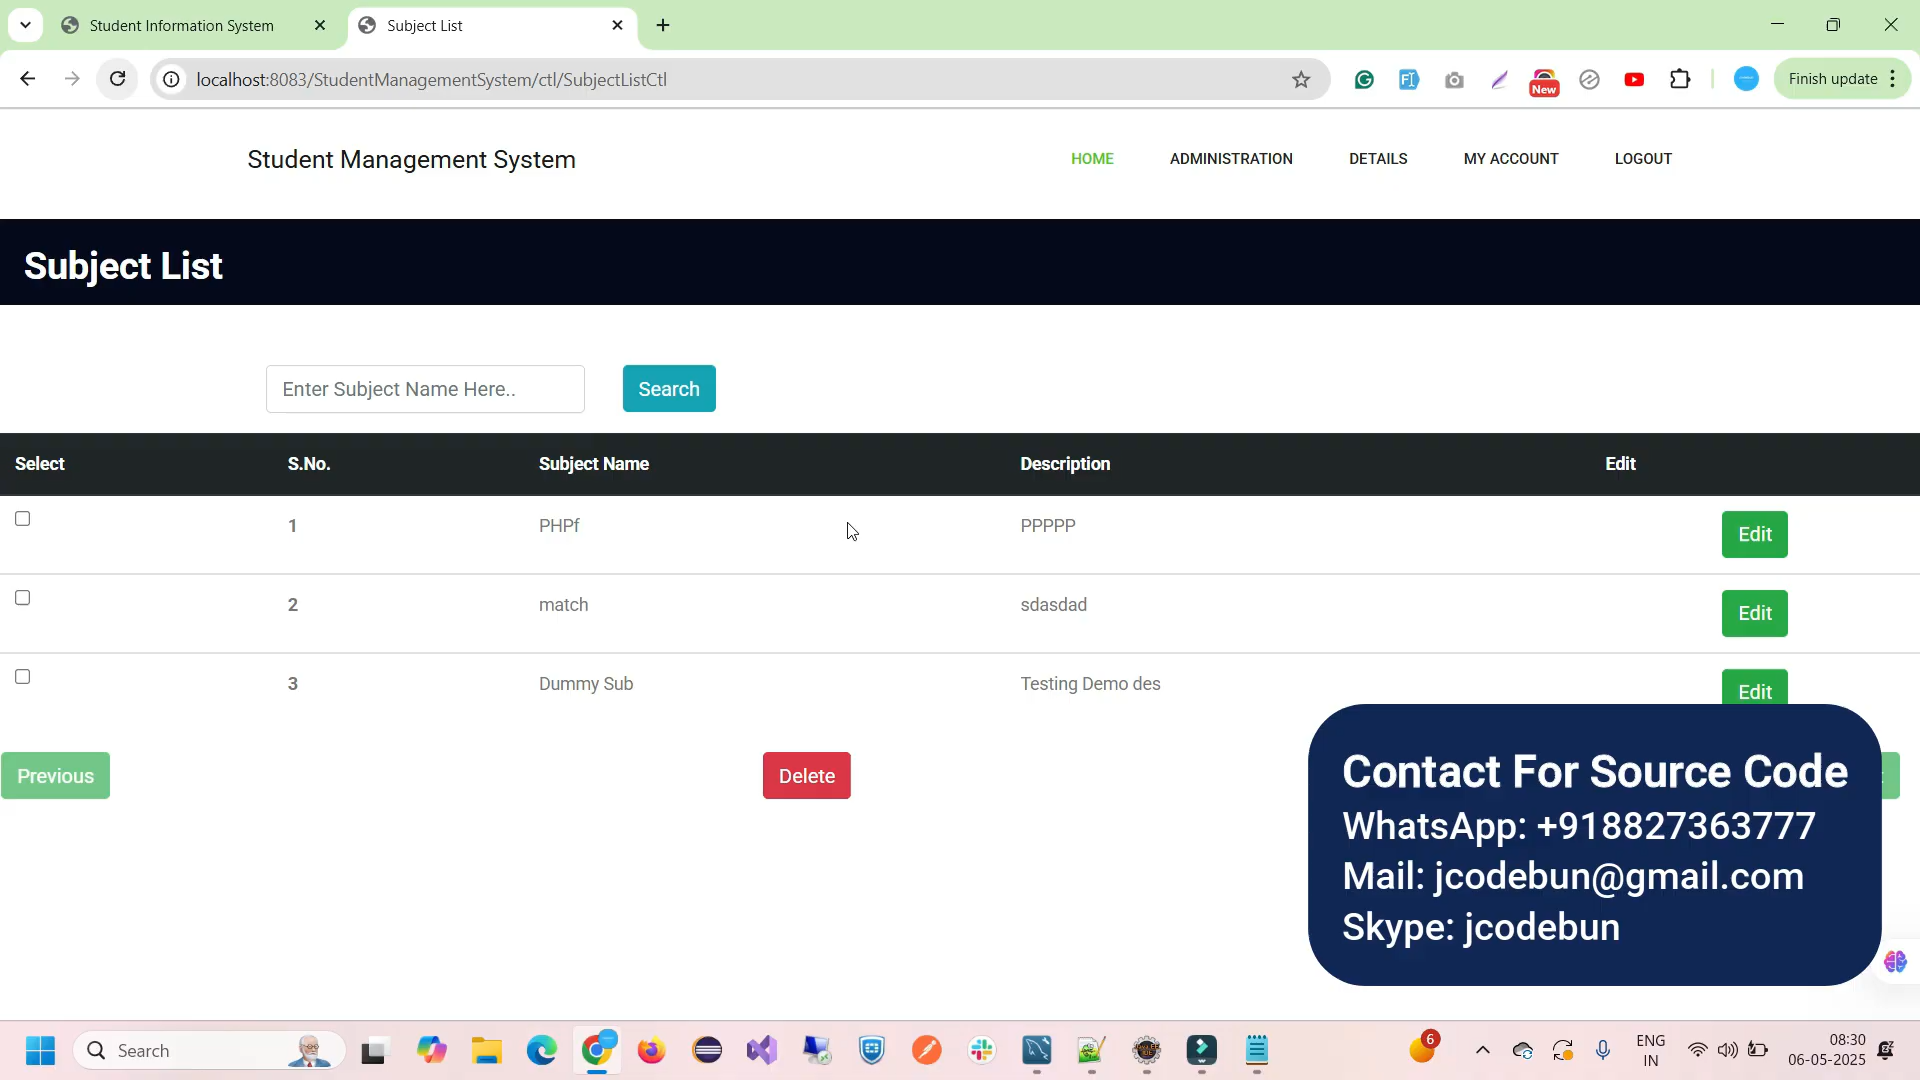 Student Information System
Subject List
localhost:8083/StudentManagementSystem/ctl/SubjectListCtl
New
Finish update
Student Management System
HOME
ADMINISTRATION
DETAILS
MY ACCOUNT
LOGOUT
Subject List
Enter Subject Name Here..
Search
Select S.No. Subject Name Description Edit
1 PHPf PPPPP Edit
2 match sdasdad Edit
3 Dummy Sub Testing Demo des Edit
Previous
Delete
Contact For Source Code
WhatsApp: +918827363777
Mail: jcodebun@gmail.com
Skype: jcodebun
Search
6
ENG
IN
08:30
06-05-2025